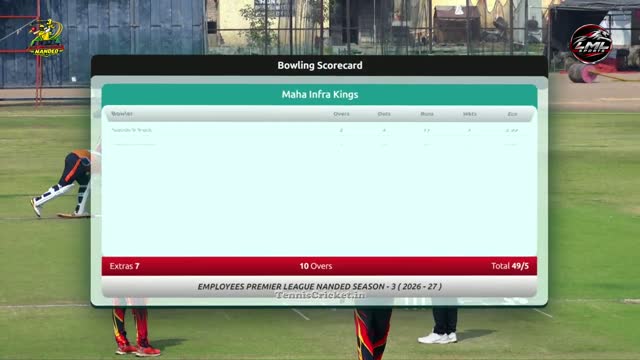 NANDED
LML
SPORTS
Bowling Scorecard
Maha Infra Kings
Bowler Overs Dots Runs Wkts Ecr
Extras 7 10 Overs Total 49/5
EMPLOYEES PREMIER LEAGUE NANDED SEASON - 3 ( 2026 - 27 )
TennisCricket.in